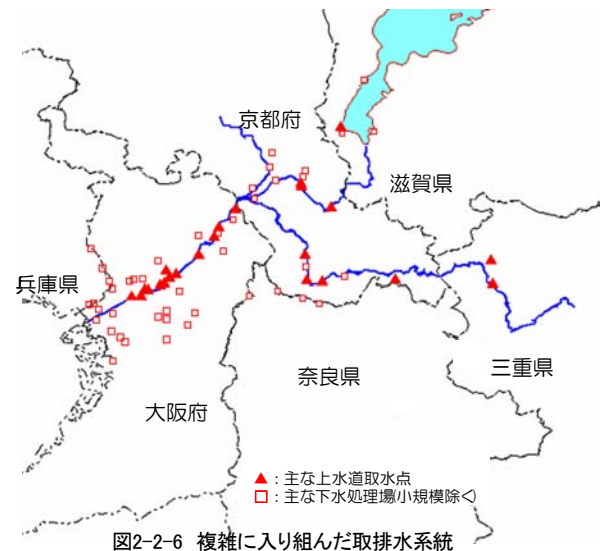 京都府
滋賀県
兵庫県
三重県
奈良県
大阪府
▲：主な上水道取水点
□：主な下水処理場(小規模除く)
図2-2-6 複雑に入り組んだ取排水系統